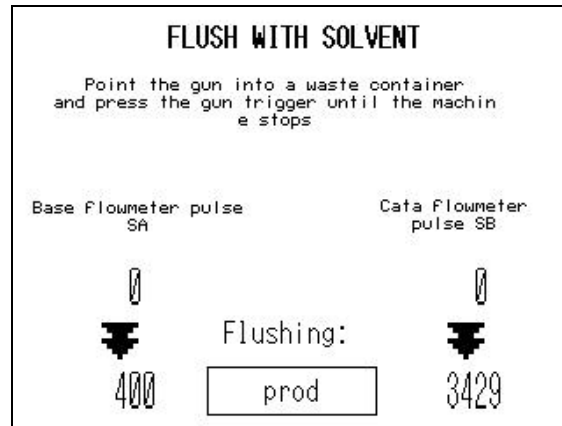 FLUSH WITH SOLVENT
Point the gun into a waste container
and press the gun trigger until the machin
e stops
Base flowmeter pulse
SA
Cata flowmeter
pulse SB
0
0
Flushing:
400
prod
3429